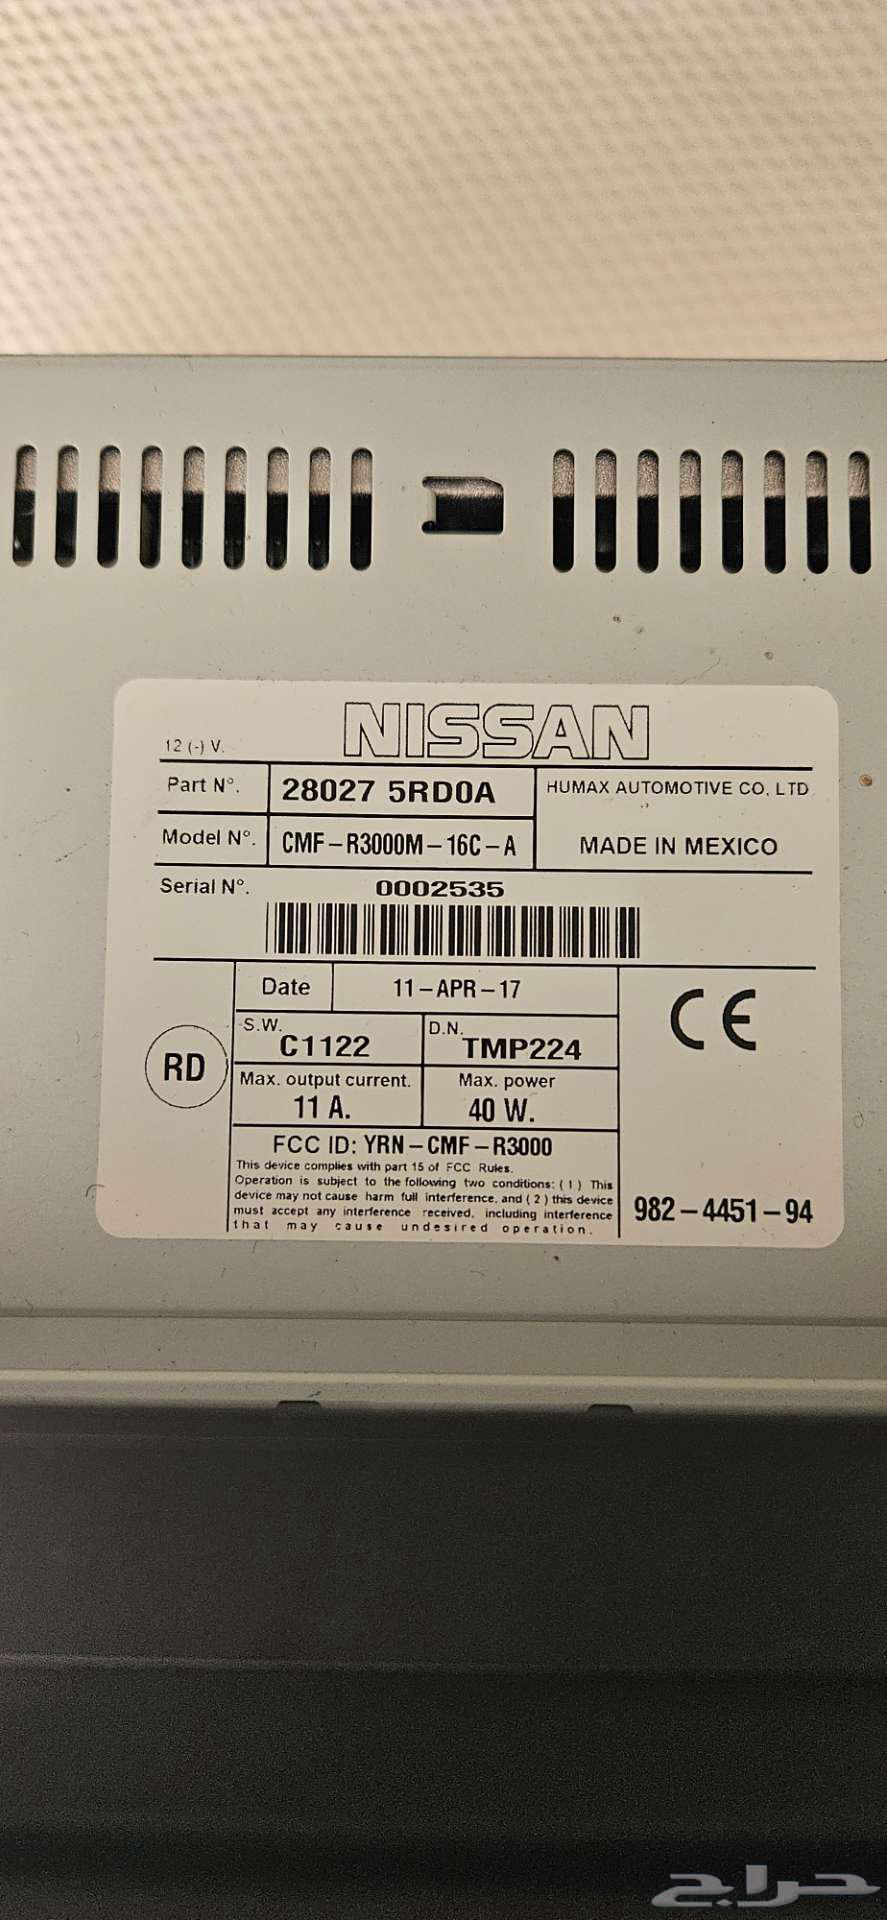 NISSAN
12 (-) V.
Part N°. 28027 5RD0A HUMAX AUTOMOTIVE CO, LTD
Model N°. CMF-R3000M-16C-A MADE IN MEXICO
Serial N°. 0002535
Date 11-APR-17
CE
S.W. C1122 D.N. TMP224
RD
Max. output current. 11 A. Max. power 40 W.
FCC ID: YRN-CMF-R3000
This device complies with part 15 of FCC Rules.
Operation is subject to the following two conditions: ( 1 ) This
device may not cause harm full interference, and ( 2 ) this device
must accept any interference received, including interference
that may cause undesired operation.
982-4451-94
حراج